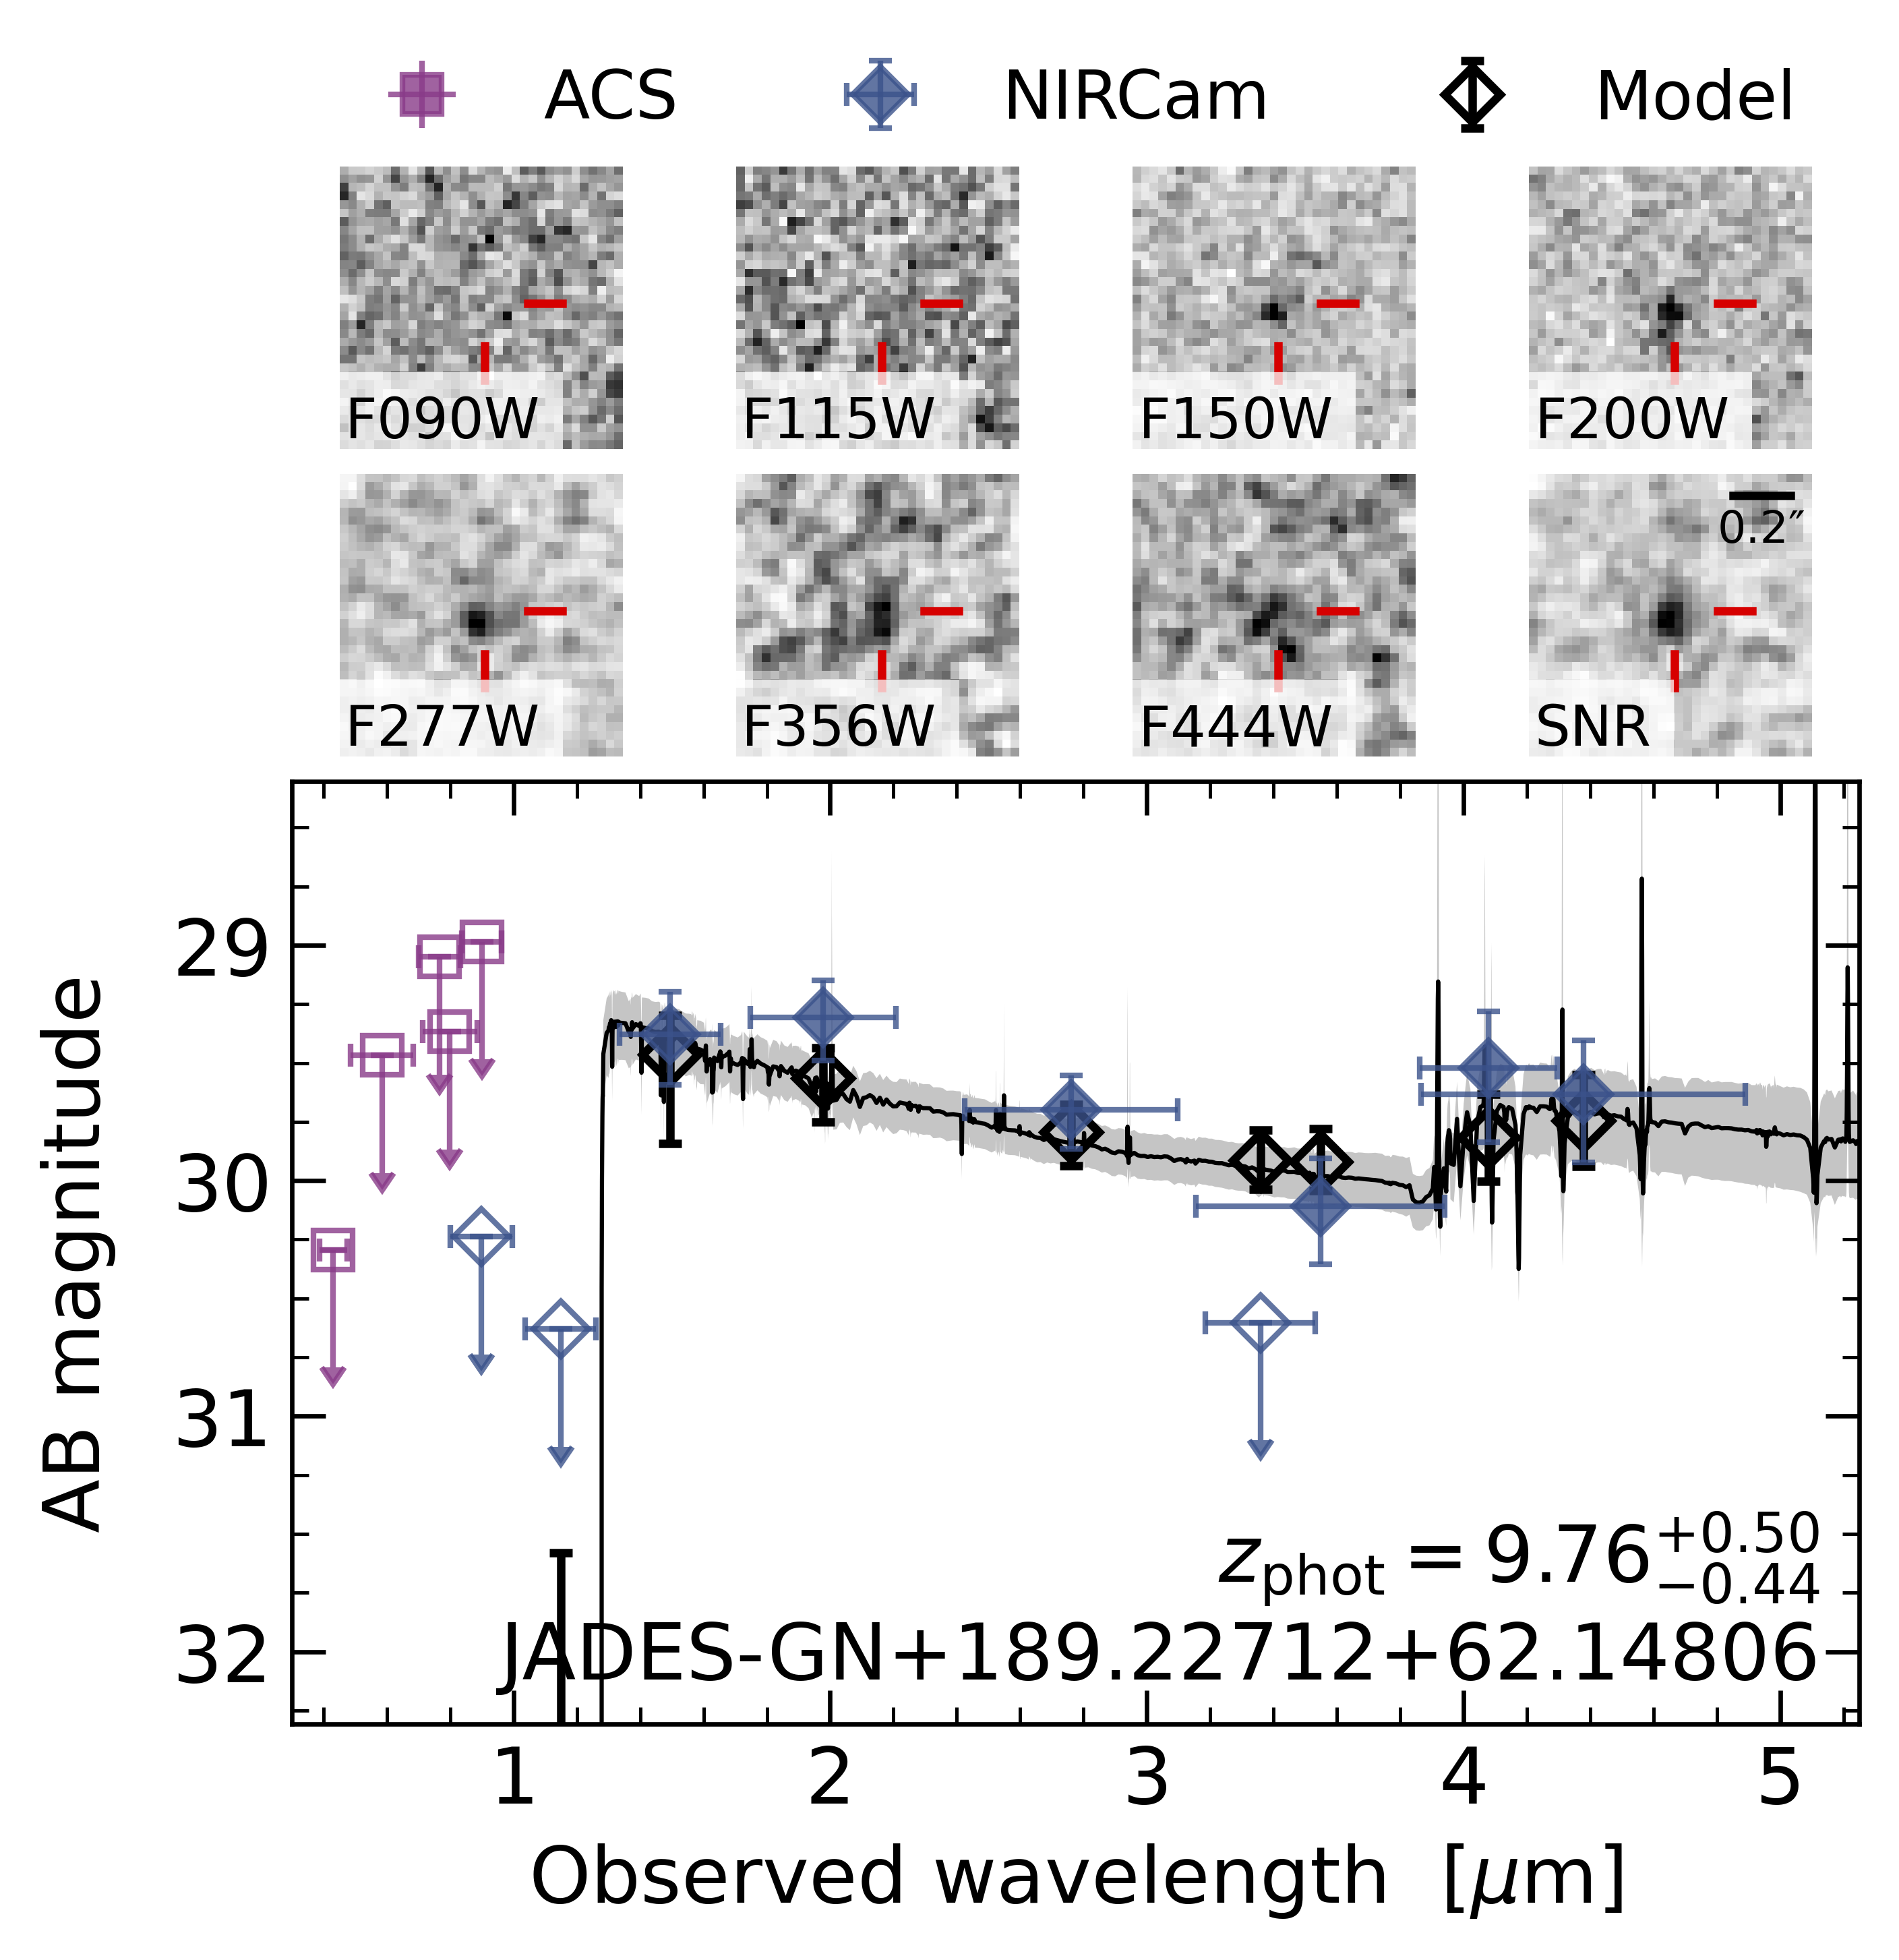 ACS NIRCam Model
F090W F115W F150W F200W
0.2″
F277W F356W F444W SNR
29
30
31
32
AB magnitude
z_phot = 9.76^{+0.50}_{−0.44}
JADES-GN+189.22712+62.14806
1 2 3 4 5
Observed wavelength [μm]